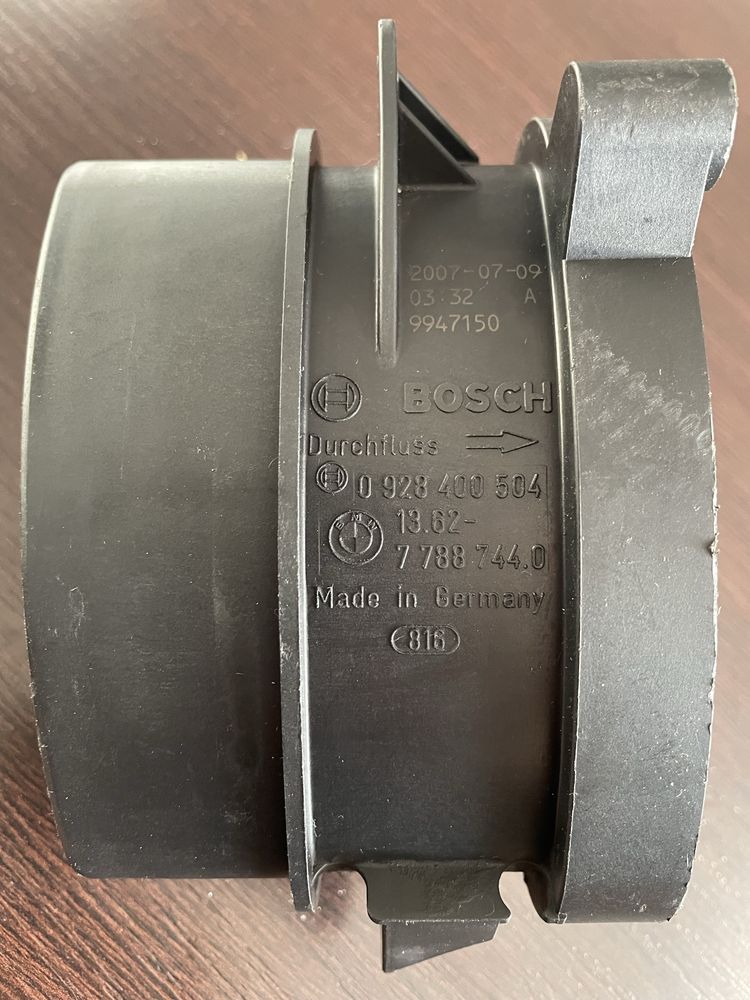 2007-07-09
03:32 A
9947150
BOSCH
Durchfluss
0 928 400 504
BMW
13.62-
7 788 744.0
Made in Germany
816